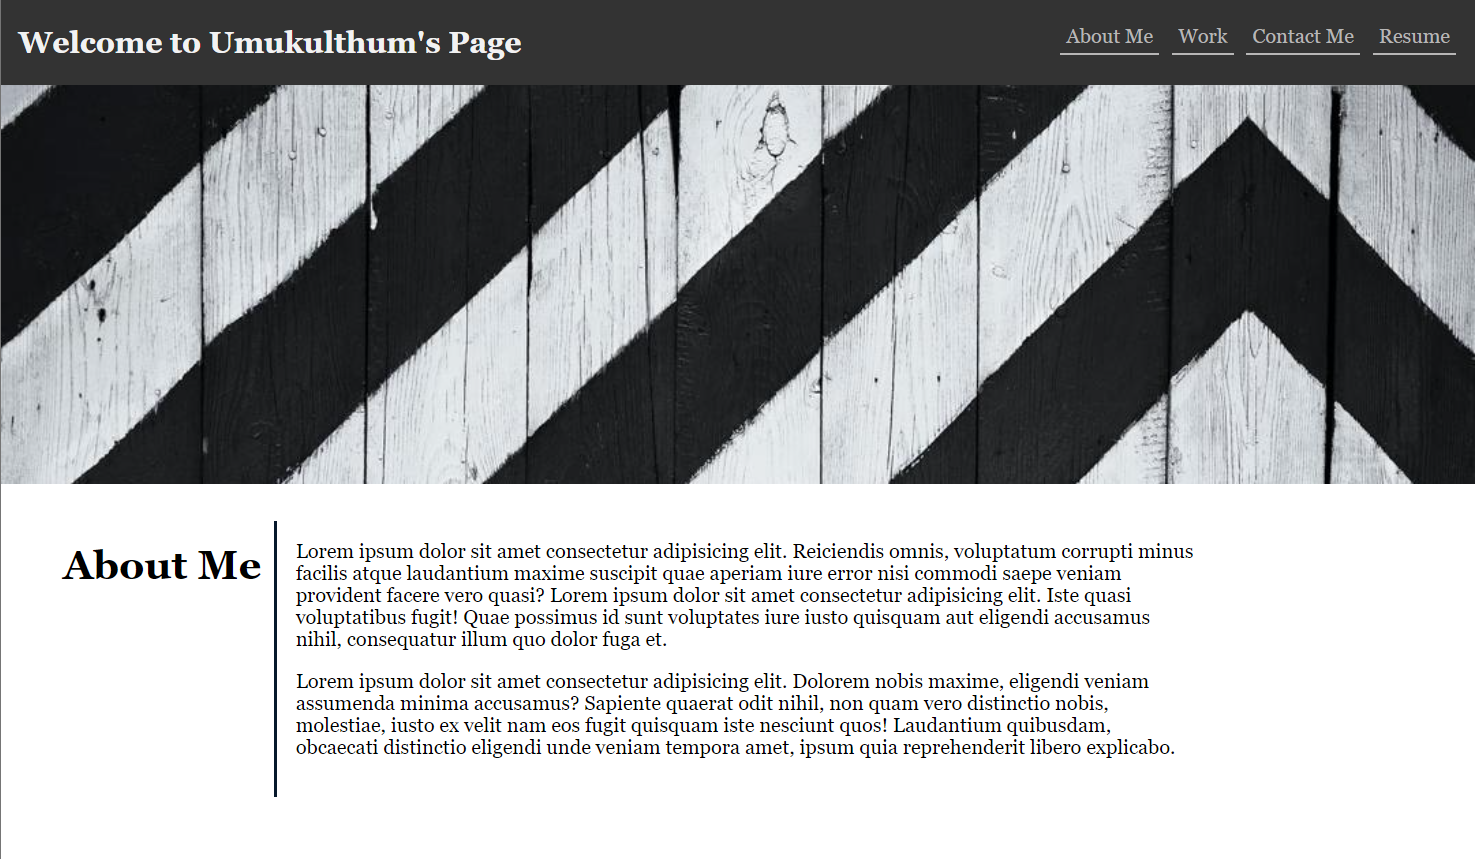 Welcome to Umukulthum's Page
About Me Work Contact Me Resume
About Me
Lorem ipsum dolor sit amet consectetur adipisicing elit. Reiciendis omnis, voluptatum corrupti minus
facilis atque laudantium maxime suscipit quae aperiam iure error nisi commodi saepe veniam
provident facere vero quasi? Lorem ipsum dolor sit amet consectetur adipisicing elit. Iste quasi
voluptatibus fugit! Quae possimus id sunt voluptates iure iusto quisquam aut eligendi accusamus
nihil, consequatur illum quo dolor fuga et.
Lorem ipsum dolor sit amet consectetur adipisicing elit. Dolorem nobis maxime, eligendi veniam
assumenda minima accusamus? Sapiente quaerat odit nihil, non quam vero distinctio nobis,
molestiae, iusto ex velit nam eos fugit quisquam iste nesciunt quos! Laudantium quibusdam,
obcaecati distinctio eligendi unde veniam tempora amet, ipsum quia reprehenderit libero explicabo.